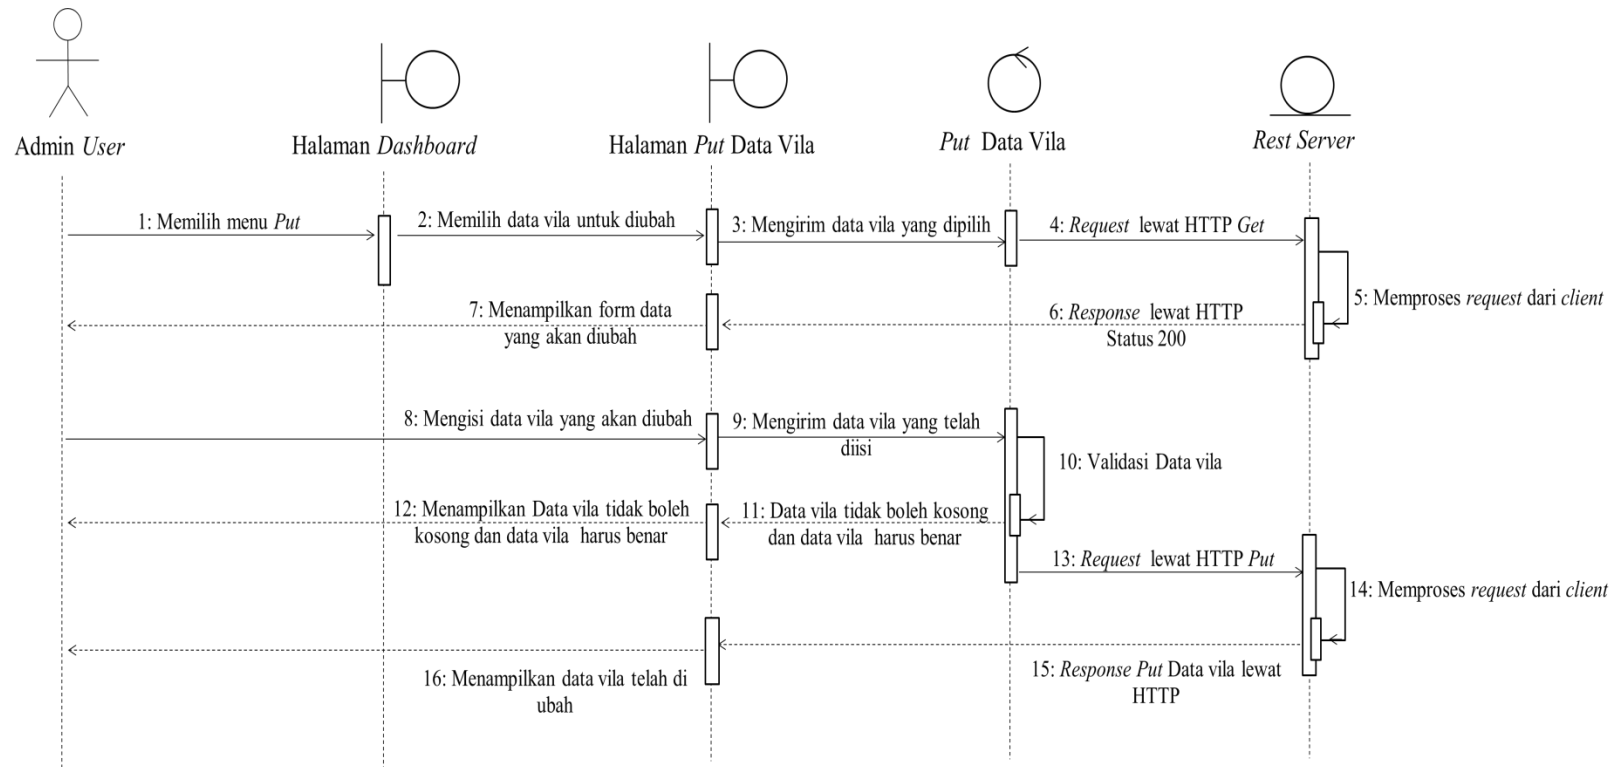 Admin User
Halaman Dashboard
Halaman Put Data Vila
Put Data Vila
Rest Server
1: Memilih menu Put
2: Memilih data vila untuk diubah
3: Mengirim data vila yang dipilih
4: Request lewat HTTP Get
5: Memproses request dari client
6: Response lewat HTTP
Status 200
7: Menampilkan form data
yang akan diubah
8: Mengisi data vila yang akan diubah
9: Mengirim data vila yang telah
diisi
10: Validasi Data vila
11: Data vila tidak boleh kosong
dan data vila harus benar
12: Menampilkan Data vila tidak boleh
kosong dan data vila harus benar
13: Request lewat HTTP Put
14: Memproses request dari client
15: Response Put Data vila lewat
HTTP
16: Menampilkan data vila telah di
ubah